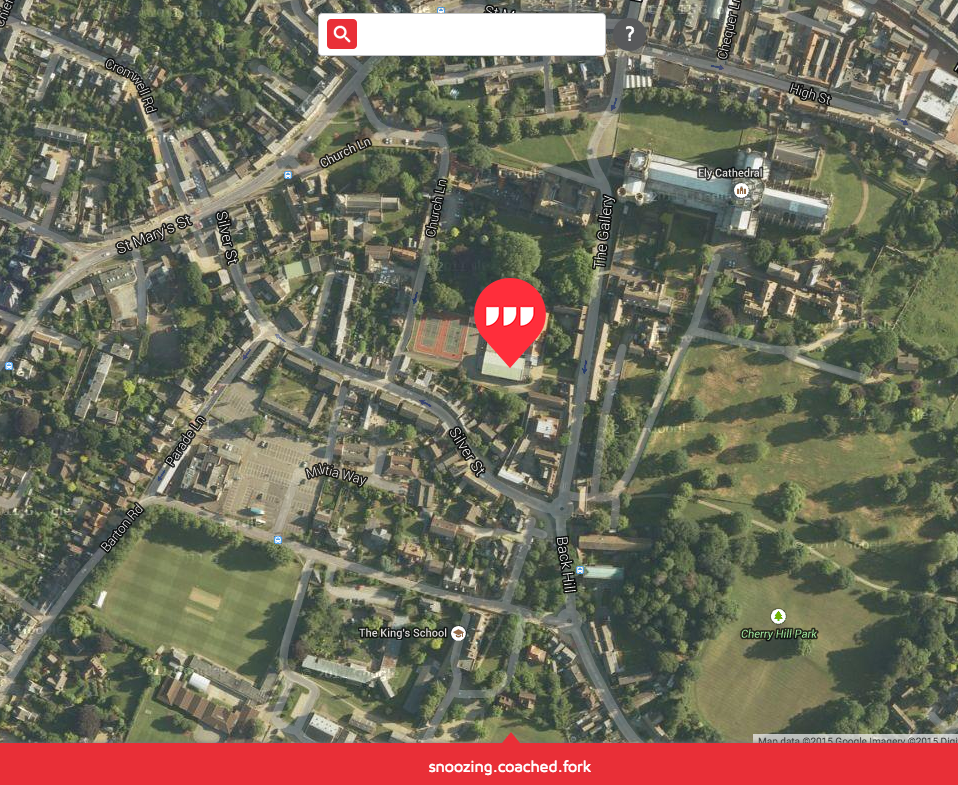 ?
Chequer Ln
High St
Cromwell Rd
Church Ln
Ely Cathedral
Church Ln
St Mary's St
Silver St
The Gallery
Parade Ln
Silver St
Militia Way
Barton Rd
Back Hill
The King's School
Cherry Hill Park
Map data ©2015 Google Imagery ©2015 Digi
snoozing.coached.fork